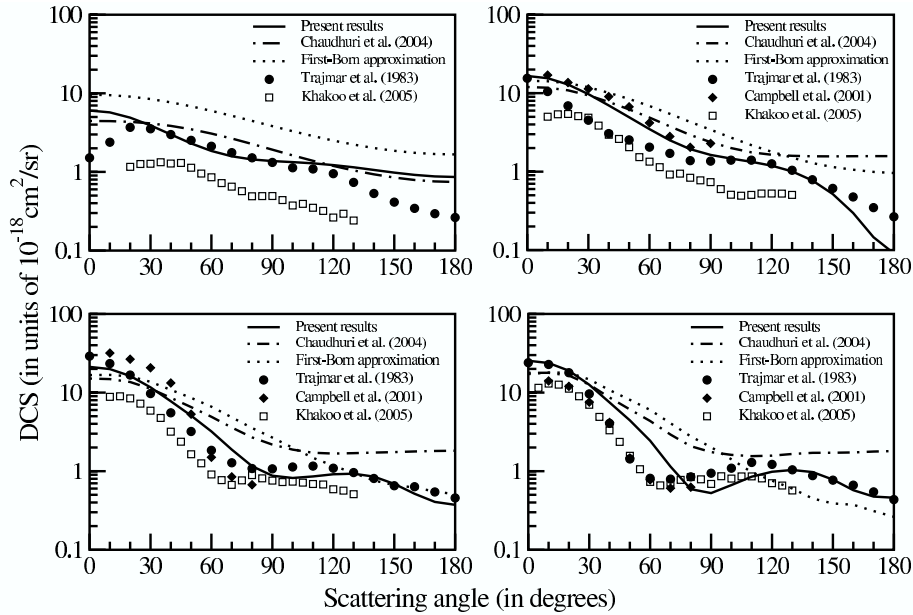 DCS (in units of 10⁻¹⁸cm²/sr)
100
10
1
0.1
0 30 60 90 120 150 180
Present results
Chaudhuri et al. (2004)
First-Born approximation
Trajmar et al. (1983)
Khakoo et al. (2005)
100
10
1
0.1
0 30 60 90 120 150 180
Present results
Chaudhuri et al. (2004)
First-Born approximation
Trajmar et al. (1983)
Campbell et al. (2001)
Khakoo et al. (2005)
100
10
1
0.1
0 30 60 90 120 150 180
Present results
Chaudhuri et al. (2004)
First-Born approximation
Trajmar et al. (1983)
Campbell et al. (2001)
Khakoo et al. (2005)
100
10
1
0.1
0 30 60 90 120 150 180
Present results
Chaudhuri et al. (2004)
First-Born approximation
Trajmar et al. (1983)
Campbell et al. (2001)
Khakoo et al. (2005)
Scattering angle (in degrees)